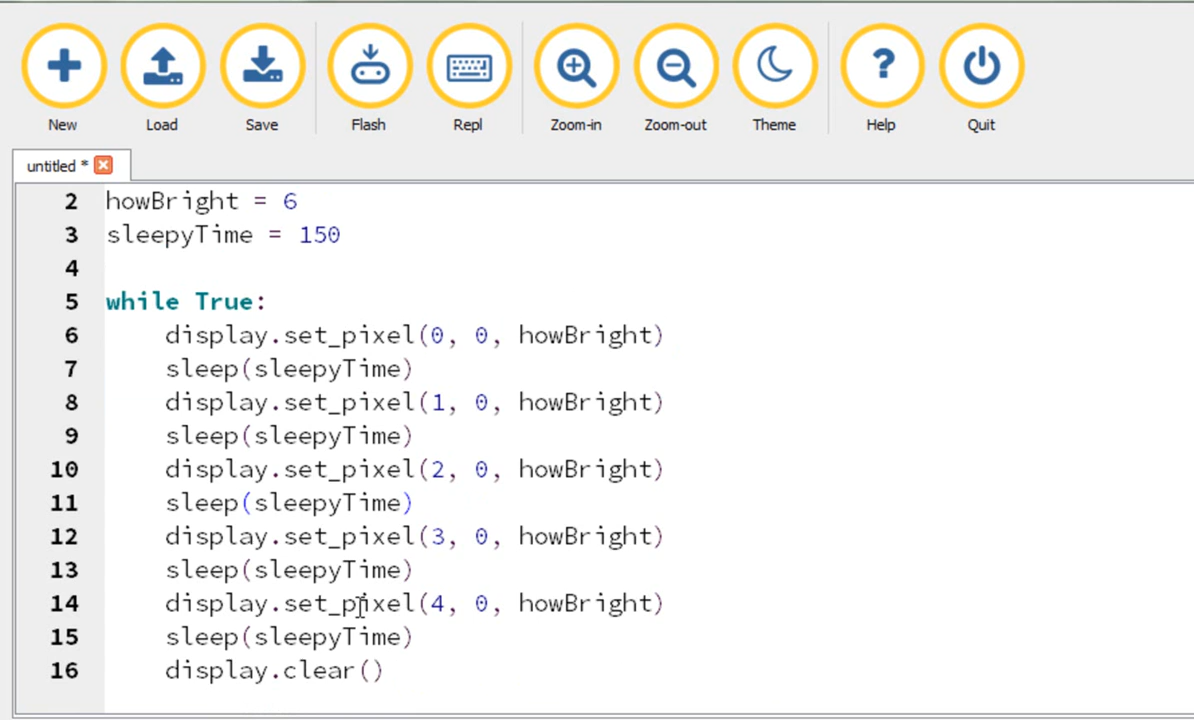 New Load Save Flash Repl Zoom-in Zoom-out Theme ? Help Quit
untitled *
2 howBright = 6
3 sleepyTime = 150
4
5 while True:
6     display.set_pixel(0, 0, howBright)
7     sleep(sleepyTime)
8     display.set_pixel(1, 0, howBright)
9     sleep(sleepyTime)
10     display.set_pixel(2, 0, howBright)
11     sleep(sleepyTime)
12     display.set_pixel(3, 0, howBright)
13     sleep(sleepyTime)
14     display.set_pixel(4, 0, howBright)
15     sleep(sleepyTime)
16     display.clear()